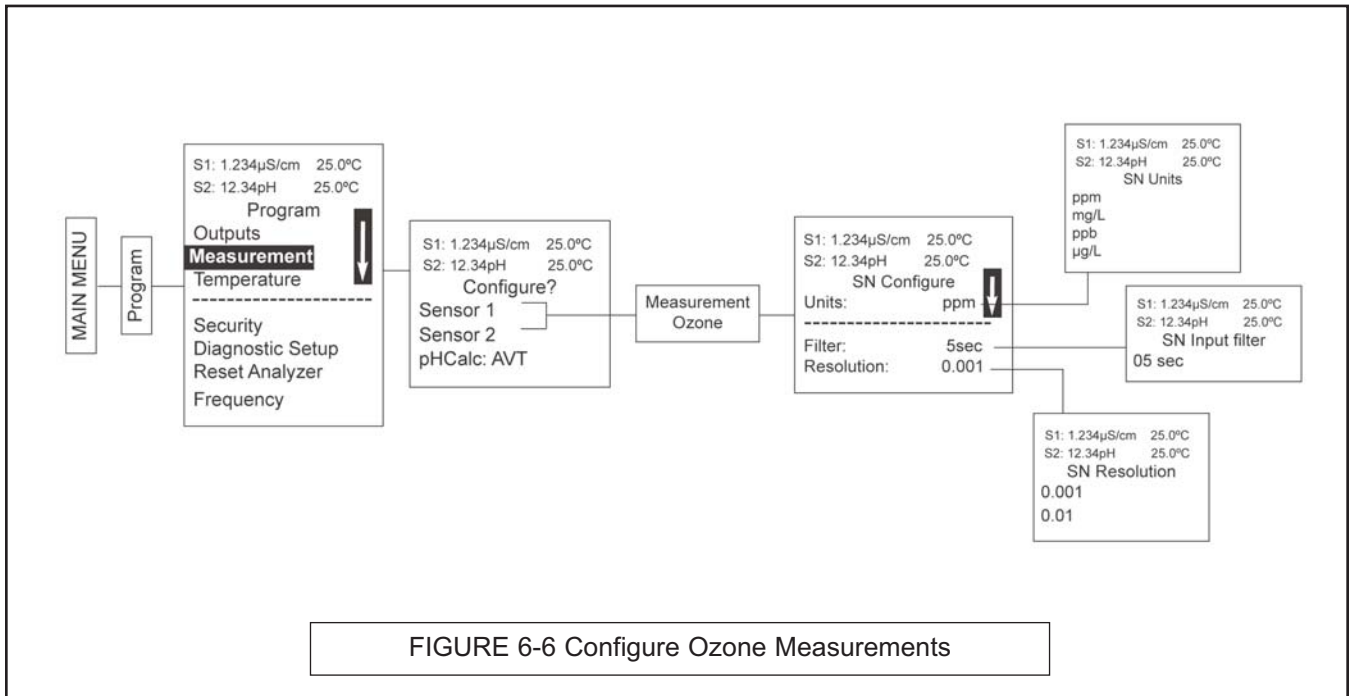 MAIN MENU
Program
S1: 1.234µS/cm 25.0ºC
S2: 12.34pH 25.0ºC
Program
Outputs
Measurement
Temperature
-----------------------------
Security
Diagnostic Setup
Reset Analyzer
Frequency
S1: 1.234µS/cm 25.0ºC
S2: 12.34pH 25.0ºC
Configure?
Sensor 1
Sensor 2
pHCalc: AVT
Measurement
Ozone
S1: 1.234µS/cm 25.0ºC
S2: 12.34pH 25.0ºC
SN Configure
Units: ppm
-----------------------------
Filter: 5sec
Resolution: 0.001
S1: 1.234µS/cm 25.0ºC
S2: 12.34pH 25.0ºC
SN Units
ppm
mg/L
ppb
µg/L
S1: 1.234µS/cm 25.0ºC
S2: 12.34pH 25.0ºC
SN Input filter
05 sec
S1: 1.234µS/cm 25.0ºC
S2: 12.34pH 25.0ºC
SN Resolution
0.001
0.01
FIGURE 6-6 Configure Ozone Measurements